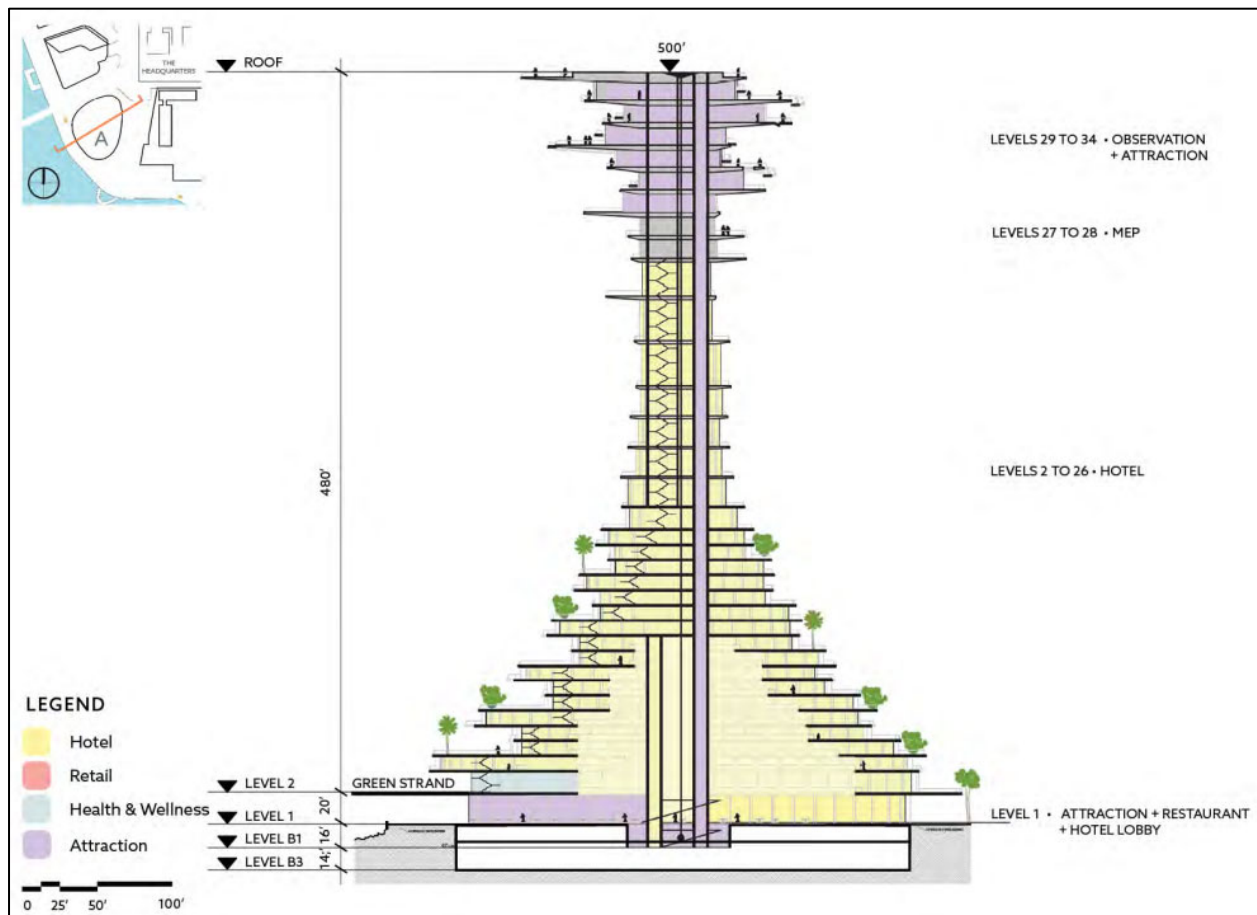 THE
HEADQUARTERS
A
ROOF
500'
LEVELS 29 TO 34 • OBSERVATION
+ ATTRACTION
LEVELS 27 TO 28 • MEP
480'
LEVELS 2 TO 26 • HOTEL
LEGEND
Hotel
Retail
Health & Wellness
Attraction
0 25' 50' 100'
LEVEL 2
GREEN STRAND
20'
LEVEL 1
LEVEL 1 • ATTRACTION + RESTAURANT
+ HOTEL LOBBY
16'
LEVEL B1
14'
LEVEL B3